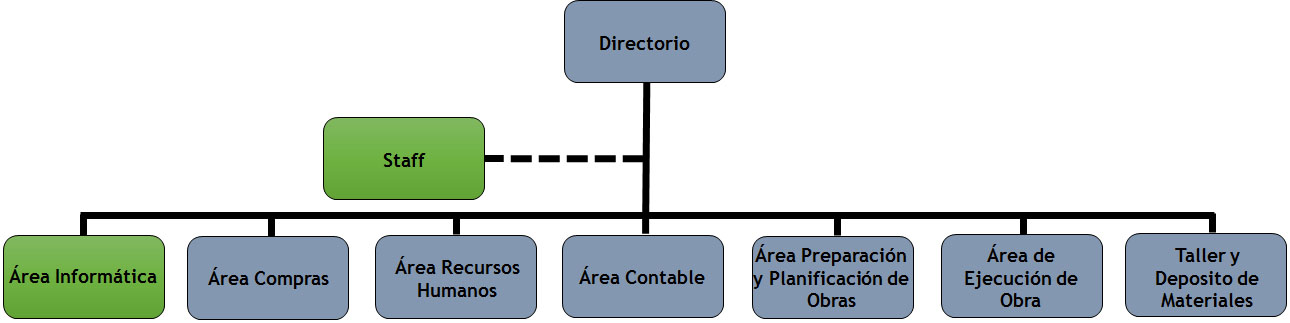 Directorio
Staff
Área Informática
Área Compras
Área Recursos
Humanos
Área Contable
Área Preparación
y Planificación de
Obras
Área de
Ejecución de
Obra
Taller y
Deposito de
Materiales